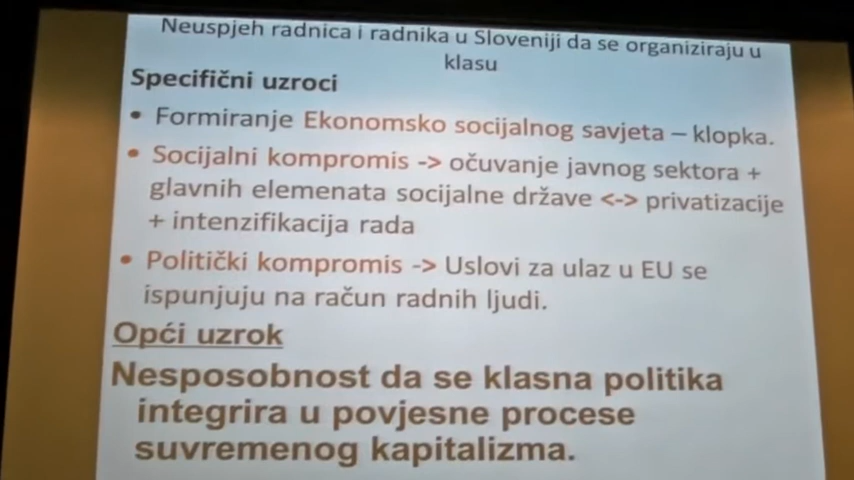 Neuspjeh radnica i radnika u Sloveniji da se organiziraju u
klasu
Specifični uzroci
• Formiranje Ekonomsko socijalnog savjeta – klopka.
• Socijalni kompromis -> očuvanje javnog sektora +
glavnih elemenata socijalne države <-> privatizacije
+ intenzifikacija rada
• Politički kompromis -> Uslovi za ulaz u EU se
ispunjuju na račun radnih ljudi.
Opći uzrok
Nesposobnost da se klasna politika
integrira u povjesne procese
suvremenog kapitalizma.